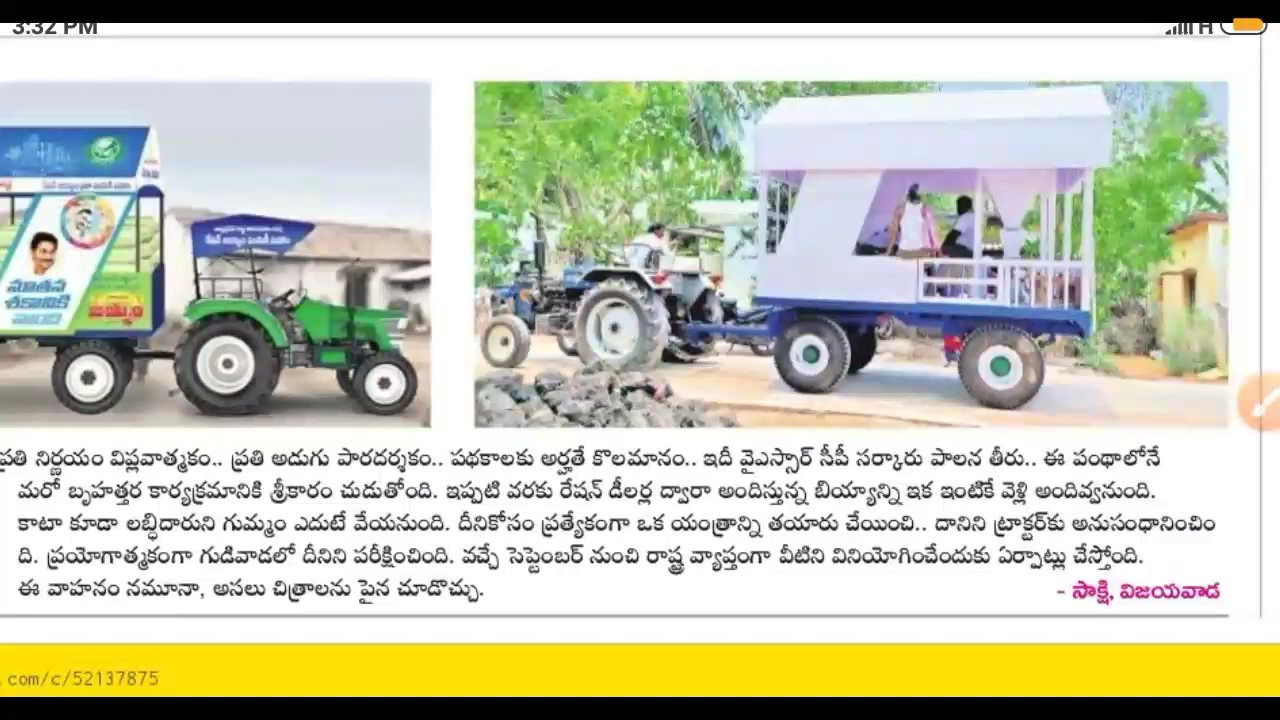 3:32 PM
H
నూతన
శకానికి
నాంది
ప్రతి నిర్ణయం విప్లవాత్మకం.. ప్రతి అడుగు పారదర్శకం.. పథకాలకు అర్హతే కొలమానం.. ఇదీ వైఎస్సార్ సీపీ సర్కారు పాలన తీరు.. ఈ పంథాలోనే
మరో బృహత్తర కార్యక్రమానికి శ్రీకారం చుడుతోంది. ఇప్పటి వరకు రేషన్ డీలర్ల ద్వారా అందిస్తున్న బియ్యాన్ని ఇక ఇంటికే వెళ్లి అందివ్వనుంది.
కాటా కూడా లబ్ధిదారుని గుమ్మం ఎదుటే వేయనుంది. దీనికోసం ప్రత్యేకంగా ఒక యంత్రాన్ని తయారు చేయించి.. దానిని ట్రాక్టర్‌కు అనుసంధానించిం
ది. ప్రయోగాత్మకంగా గుడివాడలో దీనిని పరీక్షించింది. వచ్చే సెప్టెంబర్ నుంచి రాష్ట్ర వ్యాప్తంగా వీటిని వినియోగించేందుకు ఏర్పాట్లు చేస్తోంది.
ఈ వాహనం నమూనా, అసలు చిత్రాలను పైన చూడొచ్చు.
- సాక్షి, విజయవాడ
.com/c/52137875